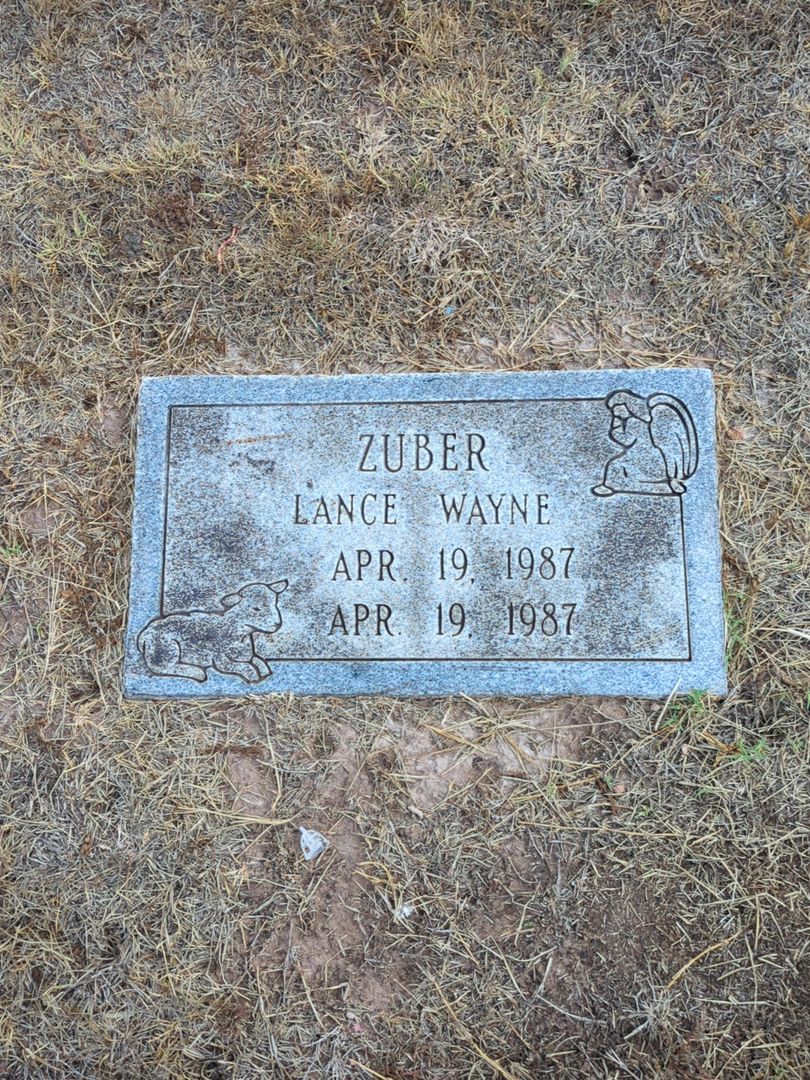 ZUBER
LANCE WAYNE
APR. 19, 1987
APR. 19, 1987